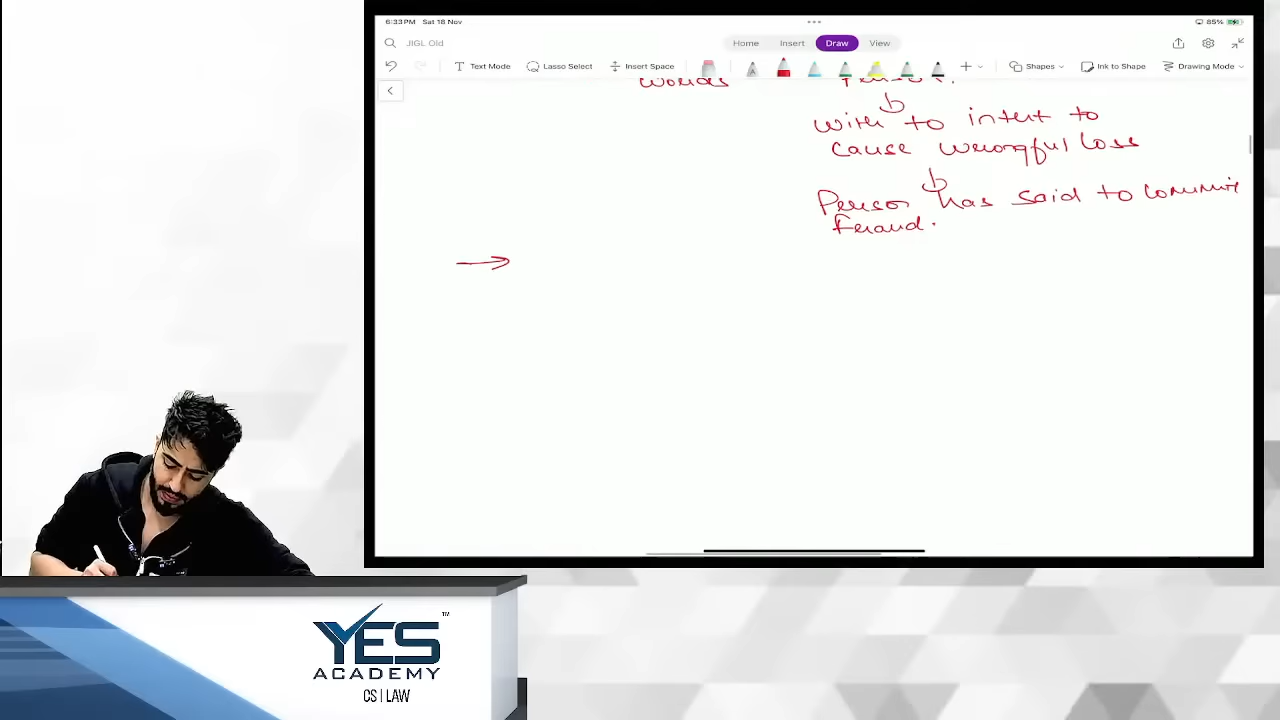 6:33 PM Sat 18 Nov
85%
JIGL Old
Home Insert Draw View
Text Mode Lasso Select Insert Space Shapes Ink to Shape Drawing Mode
words
With to intent to
cause wrongful loss
Person has said to commit
fraud.
YES™
ACADEMY
CS | LAW